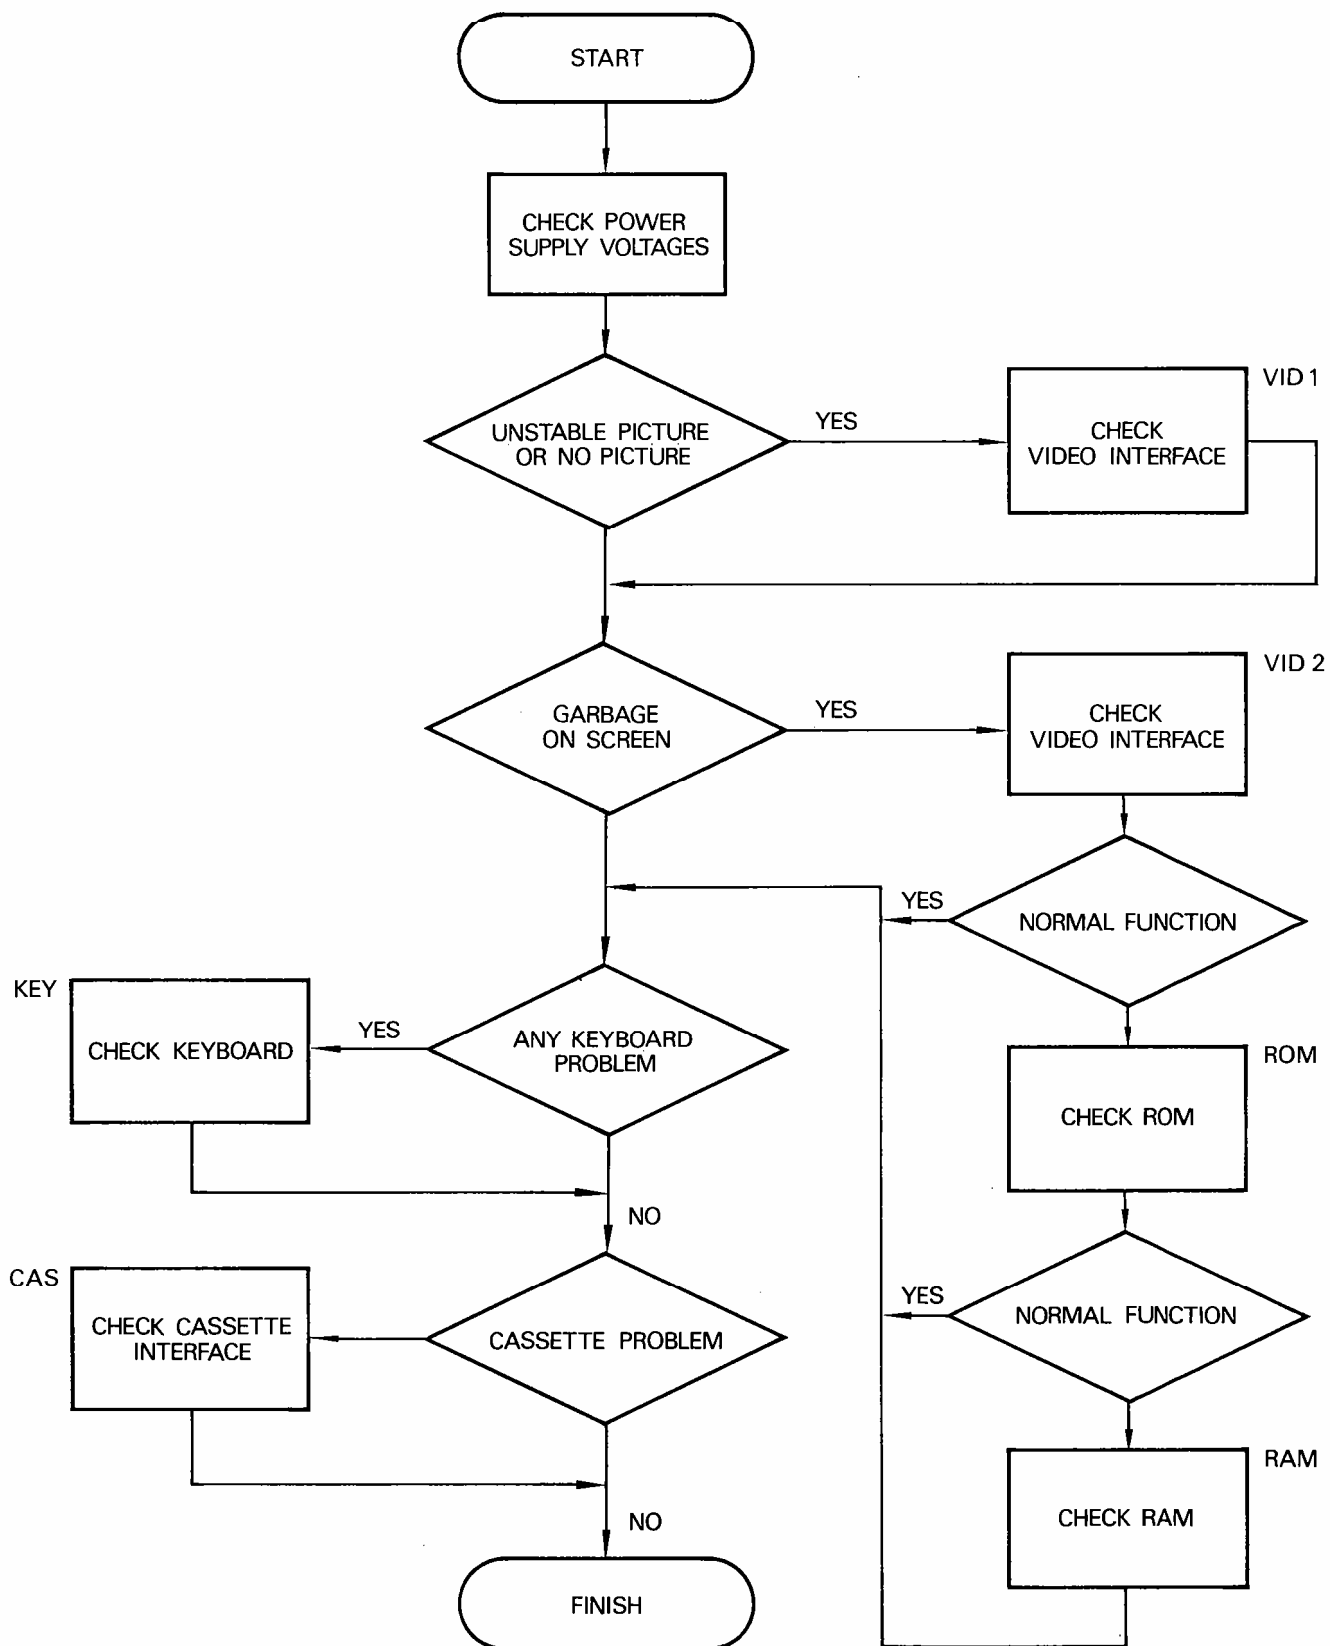 START
CHECK POWER
SUPPLY VOLTAGES
UNSTABLE PICTURE
OR NO PICTURE
YES
CHECK
VIDEO INTERFACE
VID 1
GARBAGE
ON SCREEN
YES
CHECK
VIDEO INTERFACE
VID 2
YES
NORMAL FUNCTION
KEY
CHECK KEYBOARD
YES
ANY KEYBOARD
PROBLEM
CHECK ROM
ROM
NO
CAS
CHECK CASSETTE
INTERFACE
CASSETTE PROBLEM
YES
NORMAL FUNCTION
CHECK RAM
RAM
NO
FINISH